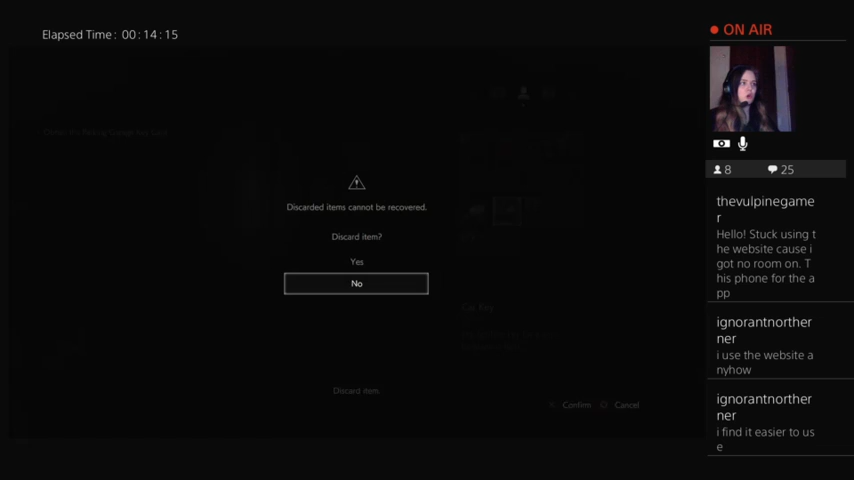 Elapsed Time: 00:14:15
ON AIR
8 25
Discarded items cannot be recovered.
Discard item?
Yes
No
Car Key
Discard item.
Confirm Cancel
thevulpinegame
r
Hello! Stuck using t
he website cause i
got no room on. T
his phone for the a
pp
ignorantnorther
ner
i use the website a
nyhow
ignorantnorther
ner
i find it easier to us
e